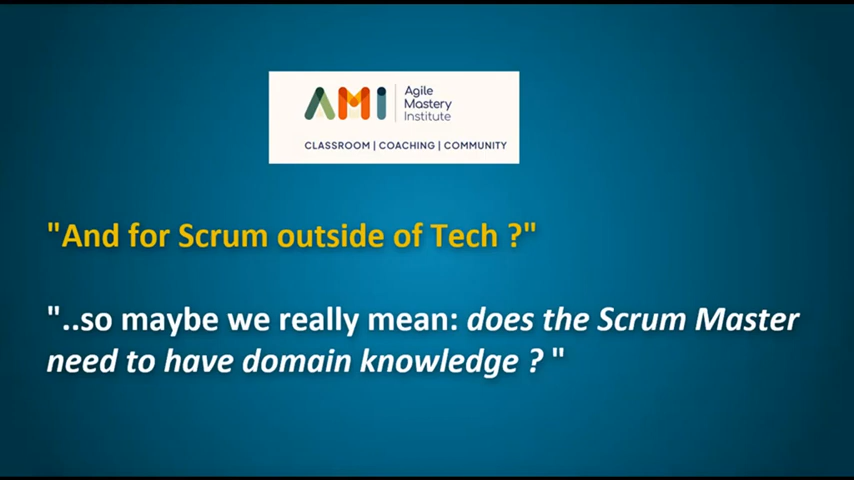 AMi
Agile
Mastery
Institute
CLASSROOM | COACHING | COMMUNITY
"And for Scrum outside of Tech ?"
"..so maybe we really mean: does the Scrum Master
need to have domain knowledge ? "